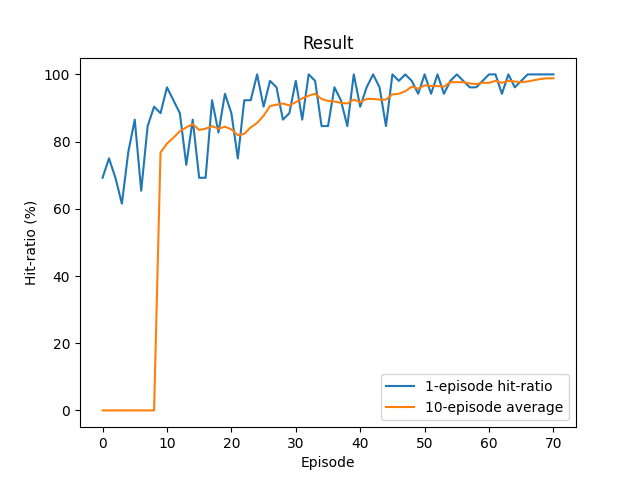 Result
Hit-ratio (%)
100
80
60
40
20
0
0 10 20 30 40 50 60 70
Episode
1-episode hit-ratio
10-episode average